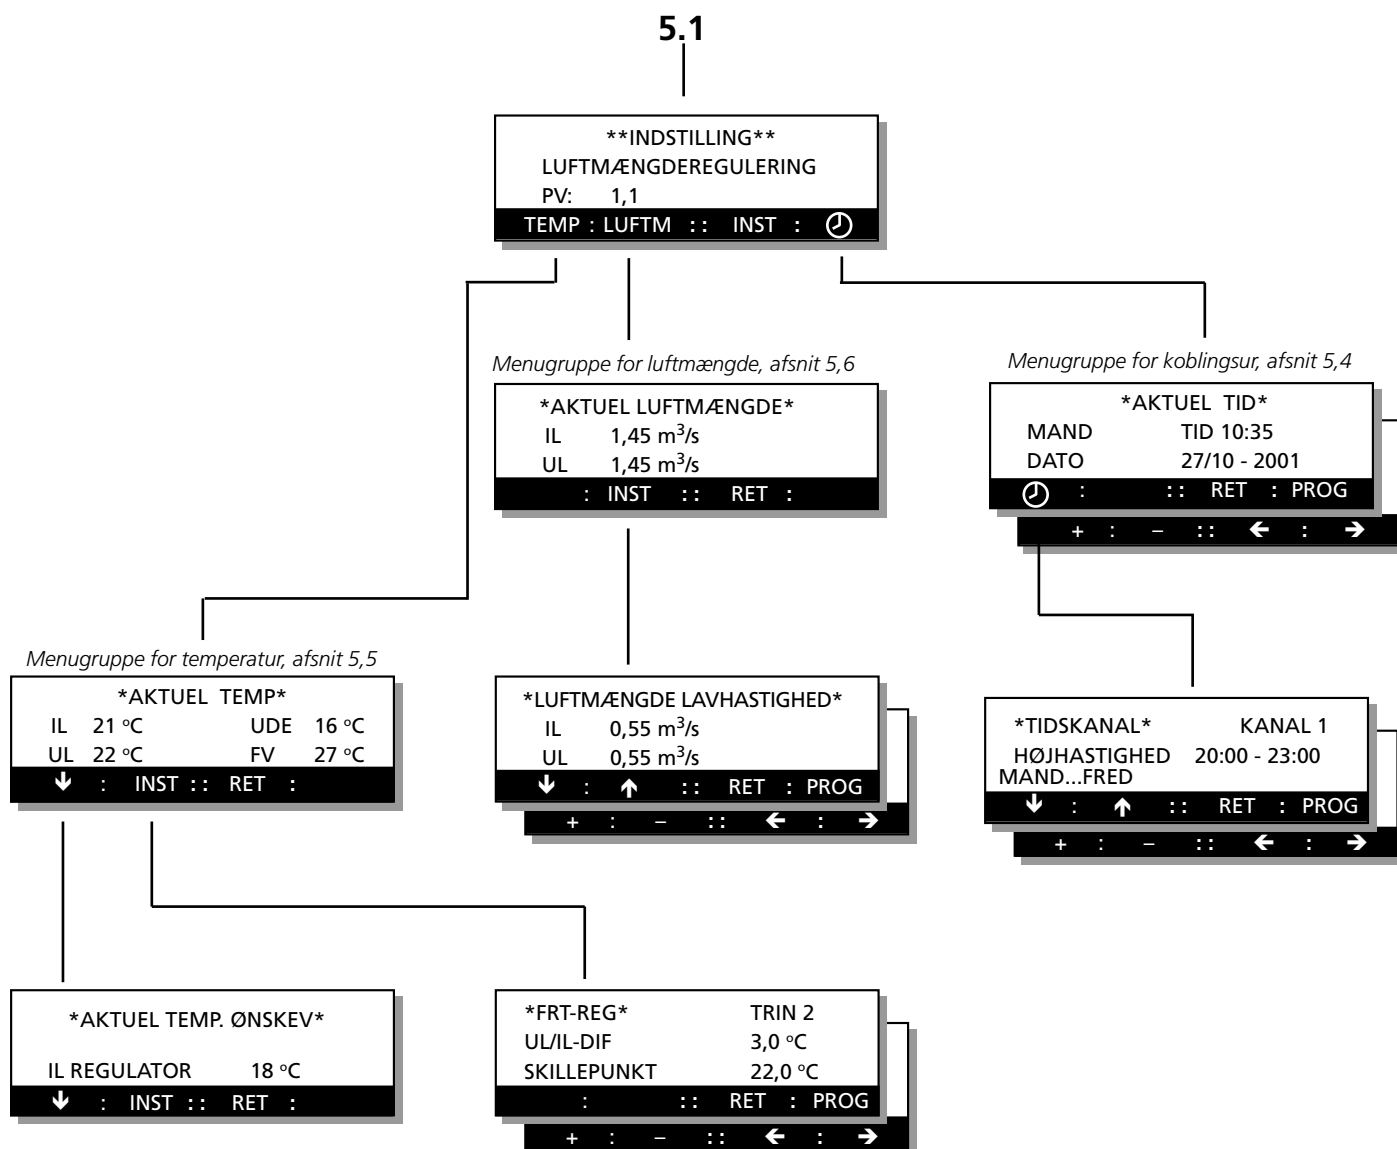 5.1
**INDSTILLING**
LUFTMÆNGDEREGULERING
PV: 1,1
TEMP : LUFTM :: INST :
Menugruppe for luftmængde, afsnit 5,6
*AKTUEL LUFTMÆNGDE*
IL 1,45 m³/s
UL 1,45 m³/s
: INST :: RET :
Menugruppe for koblingsur, afsnit 5,4
*AKTUEL TID*
MAND TID 10:35
DATO 27/10 - 2001
: :: RET : PROG
+ : – :: ← : →
Menugruppe for temperatur, afsnit 5,5
*AKTUEL TEMP*
IL 21 °C UDE 16 °C
UL 22 °C FV 27 °C
↓ : INST :: RET :
*LUFTMÆNGDE LAVHASTIGHED*
IL 0,55 m³/s
UL 0,55 m³/s
↓ : ↑ :: RET : PROG
+ : – :: ← : →
*TIDSKANAL* KANAL 1
HØJHASTIGHED 20:00 - 23:00
MAND...FRED
↓ : ↑ :: RET : PROG
+ : – :: ← : →
*AKTUEL TEMP. ØNSKEV*
IL REGULATOR 18 °C
↓ : INST :: RET :
*FRT-REG* TRIN 2
UL/IL-DIF 3,0 °C
SKILLEPUNKT 22,0 °C
: :: RET : PROG
+ : – :: ← : →